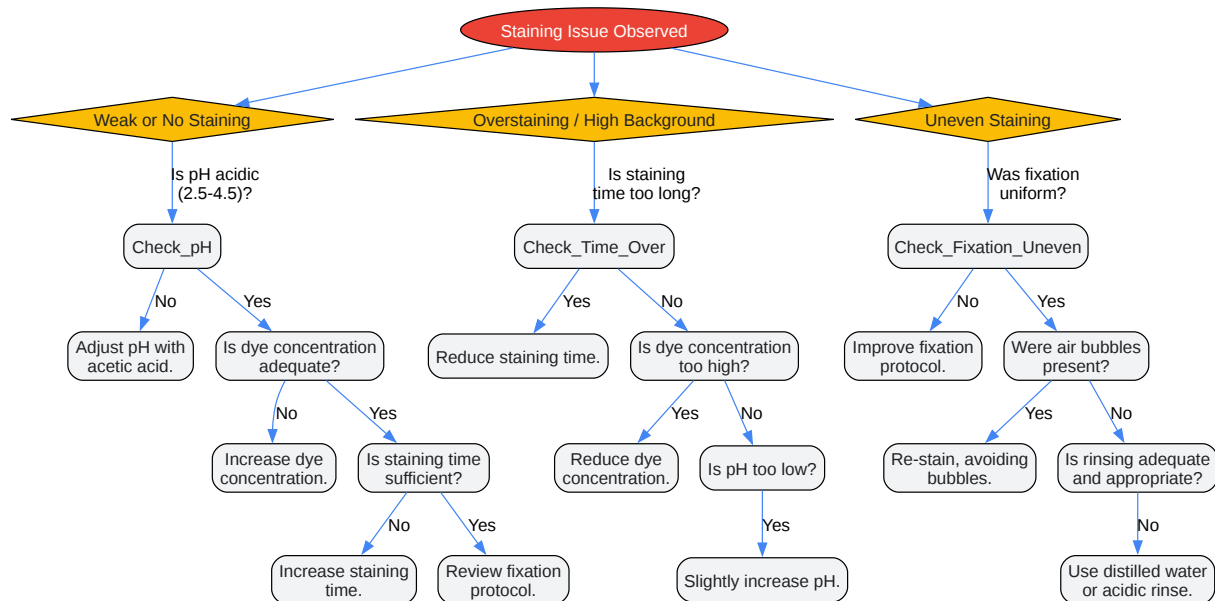 Staining Issue Observed
Weak or No Staining
Overstaining / High Background
Uneven Staining
Is pH acidic
(2.5-4.5)?
Is staining
time too long?
Was fixation
uniform?
Check_pH
Check_Time_Over
Check_Fixation_Uneven
No
Yes
Yes
No
No
Yes
Adjust pH with
acetic acid.
Is dye concentration
adequate?
Reduce staining time.
Is dye concentration
too high?
Improve fixation
protocol.
Were air bubbles
present?
No
Yes
Yes
No
Yes
No
Increase dye
concentration.
Is staining time
sufficient?
Reduce dye
concentration.
Is pH too low?
Re-stain, avoiding
bubbles.
Is rinsing adequate
and appropriate?
No
Yes
Yes
No
Increase staining
time.
Review fixation
protocol.
Slightly increase pH.
Use distilled water
or acidic rinse.